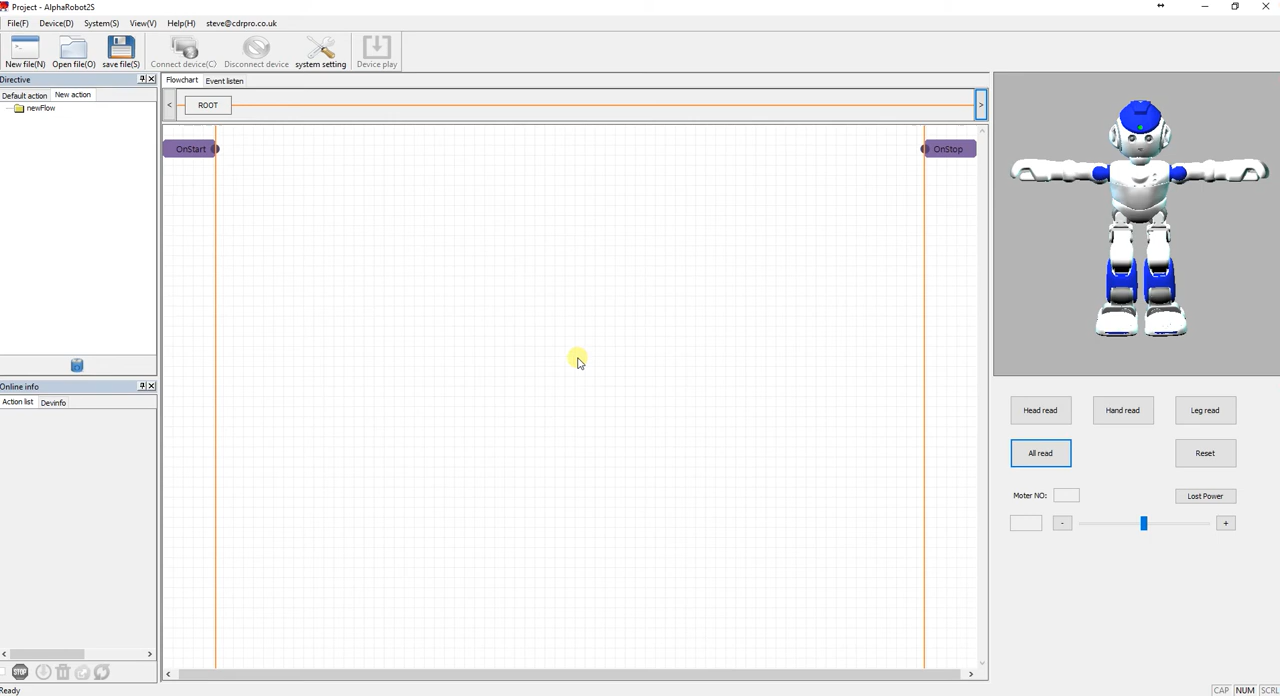 Project - AlphaRobot2S
File(F) Device(D) System(S) View(V) Help(H) steve@cdrpro.co.uk
New file(N) Open file(O) save file(S) Connect device(C) Disconnect device system setting Device play
Directive
Flowchart Event listen
Default action New action
newFlow
< ROOT >
OnStart OnStop
Online info
Action list Devinfo
Head read Hand read Leg read
All read Reset
Moter NO: Lost Power
- +
STOP
Ready
CAP NUM SCRL